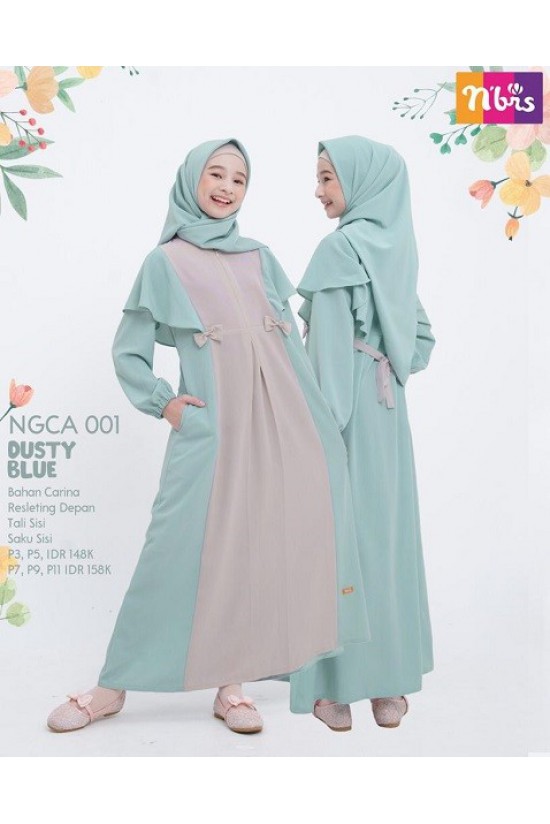 n'brs
NGCA 001
DUSTY
BLUE
Bahan Carina
Resleting Depan
Tali Sisi
Saku Sisi
P3, P5, IDR 148K
P7, P9, P11 IDR 158K